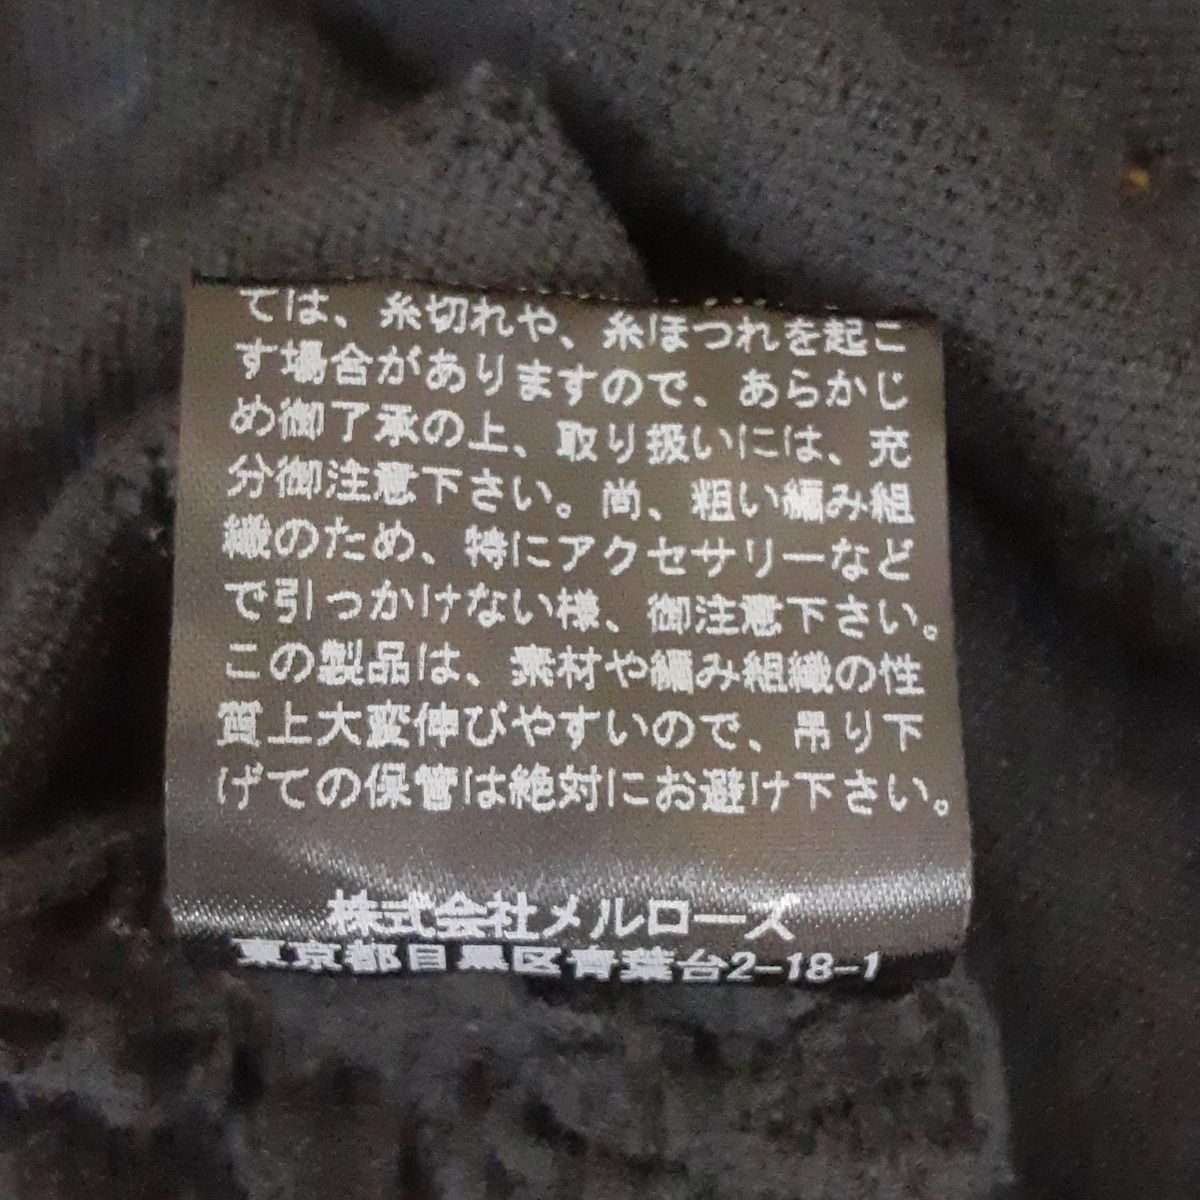 ては、糸切れや、糸ほつれを起こ
す場合がありますので、あらかじ
め御了承の上、取り扱いには、充
分御注意下さい。尚、粗い編み組
織のため、特にアクセサリーなど
で引っかけない様、御注意下さい。
この製品は、素材や編み組織の性
質上大変伸びやすいので、吊り下
げての保管は絶対にお避け下さい。
株式会社メルローズ
東京都目黒区青葉台2-18-1